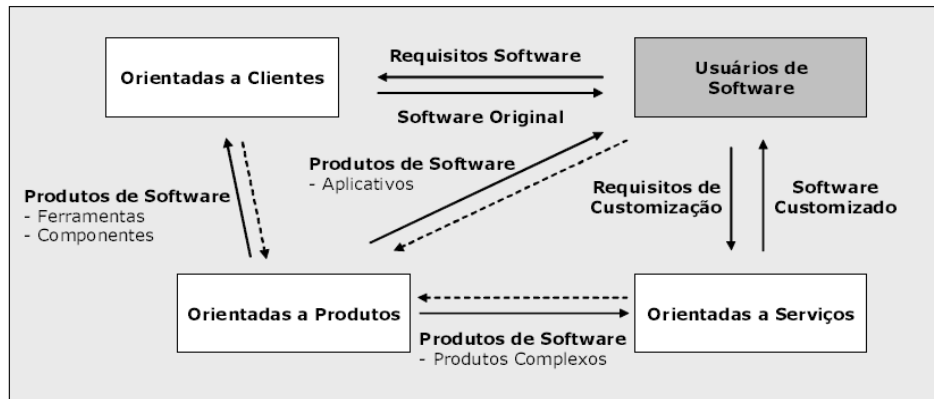 Orientadas a Clientes
Requisitos Software
Software Original
Usuários de
Software
Produtos de Software
- Aplicativos
Produtos de Software
- Ferramentas
- Componentes
Requisitos de
Customização
Software
Customizado
Orientadas a Produtos
Produtos de Software
- Produtos Complexos
Orientadas a Serviços